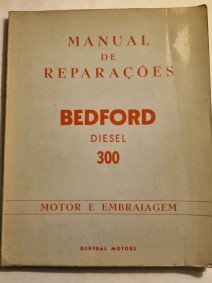 MANUAL
DE
REPARAÇÕES
BEDFORD
DIESEL
300
MOTOR E EMBRAIAGEM
GENERAL MOTORS